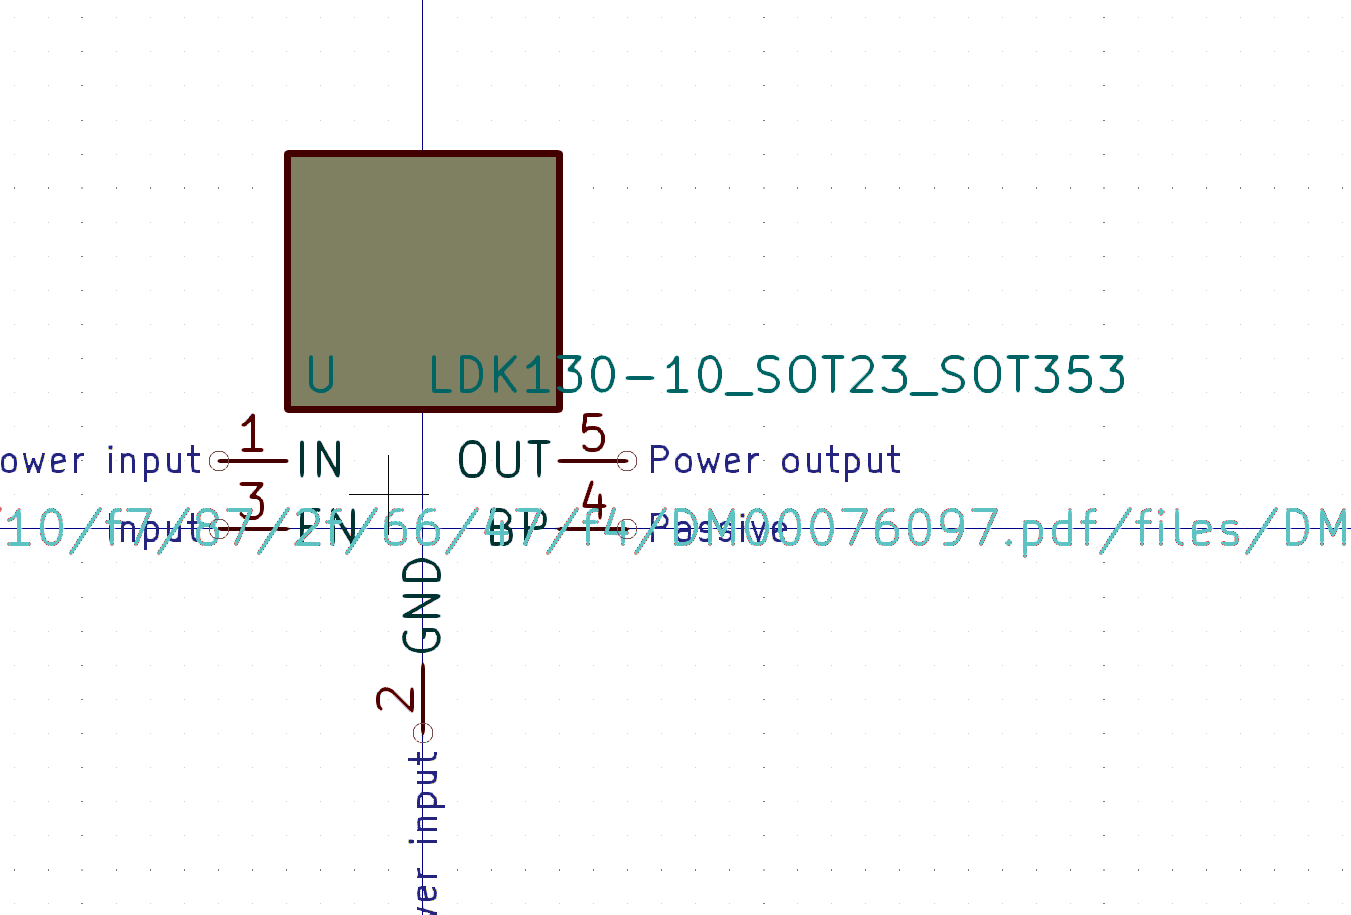 U LDK130-10_SOT23_SOT353
1 5
ower input IN OUT Power output
3 4
Input EN BP Passive
/10/f7/87/2f/66/47/f4/DM00076097.pdf/files/DM
GND
2
wer input